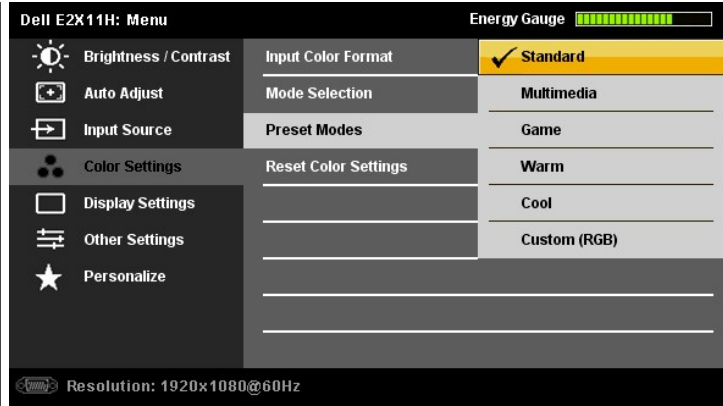 Dell E2X11H: Menu
Energy Gauge
Brightness / Contrast
Auto Adjust
Input Source
Color Settings
Display Settings
Other Settings
Personalize
Input Color Format
Mode Selection
Preset Modes
Reset Color Settings
Standard
Multimedia
Game
Warm
Cool
Custom (RGB)
Resolution: 1920x1080@60Hz